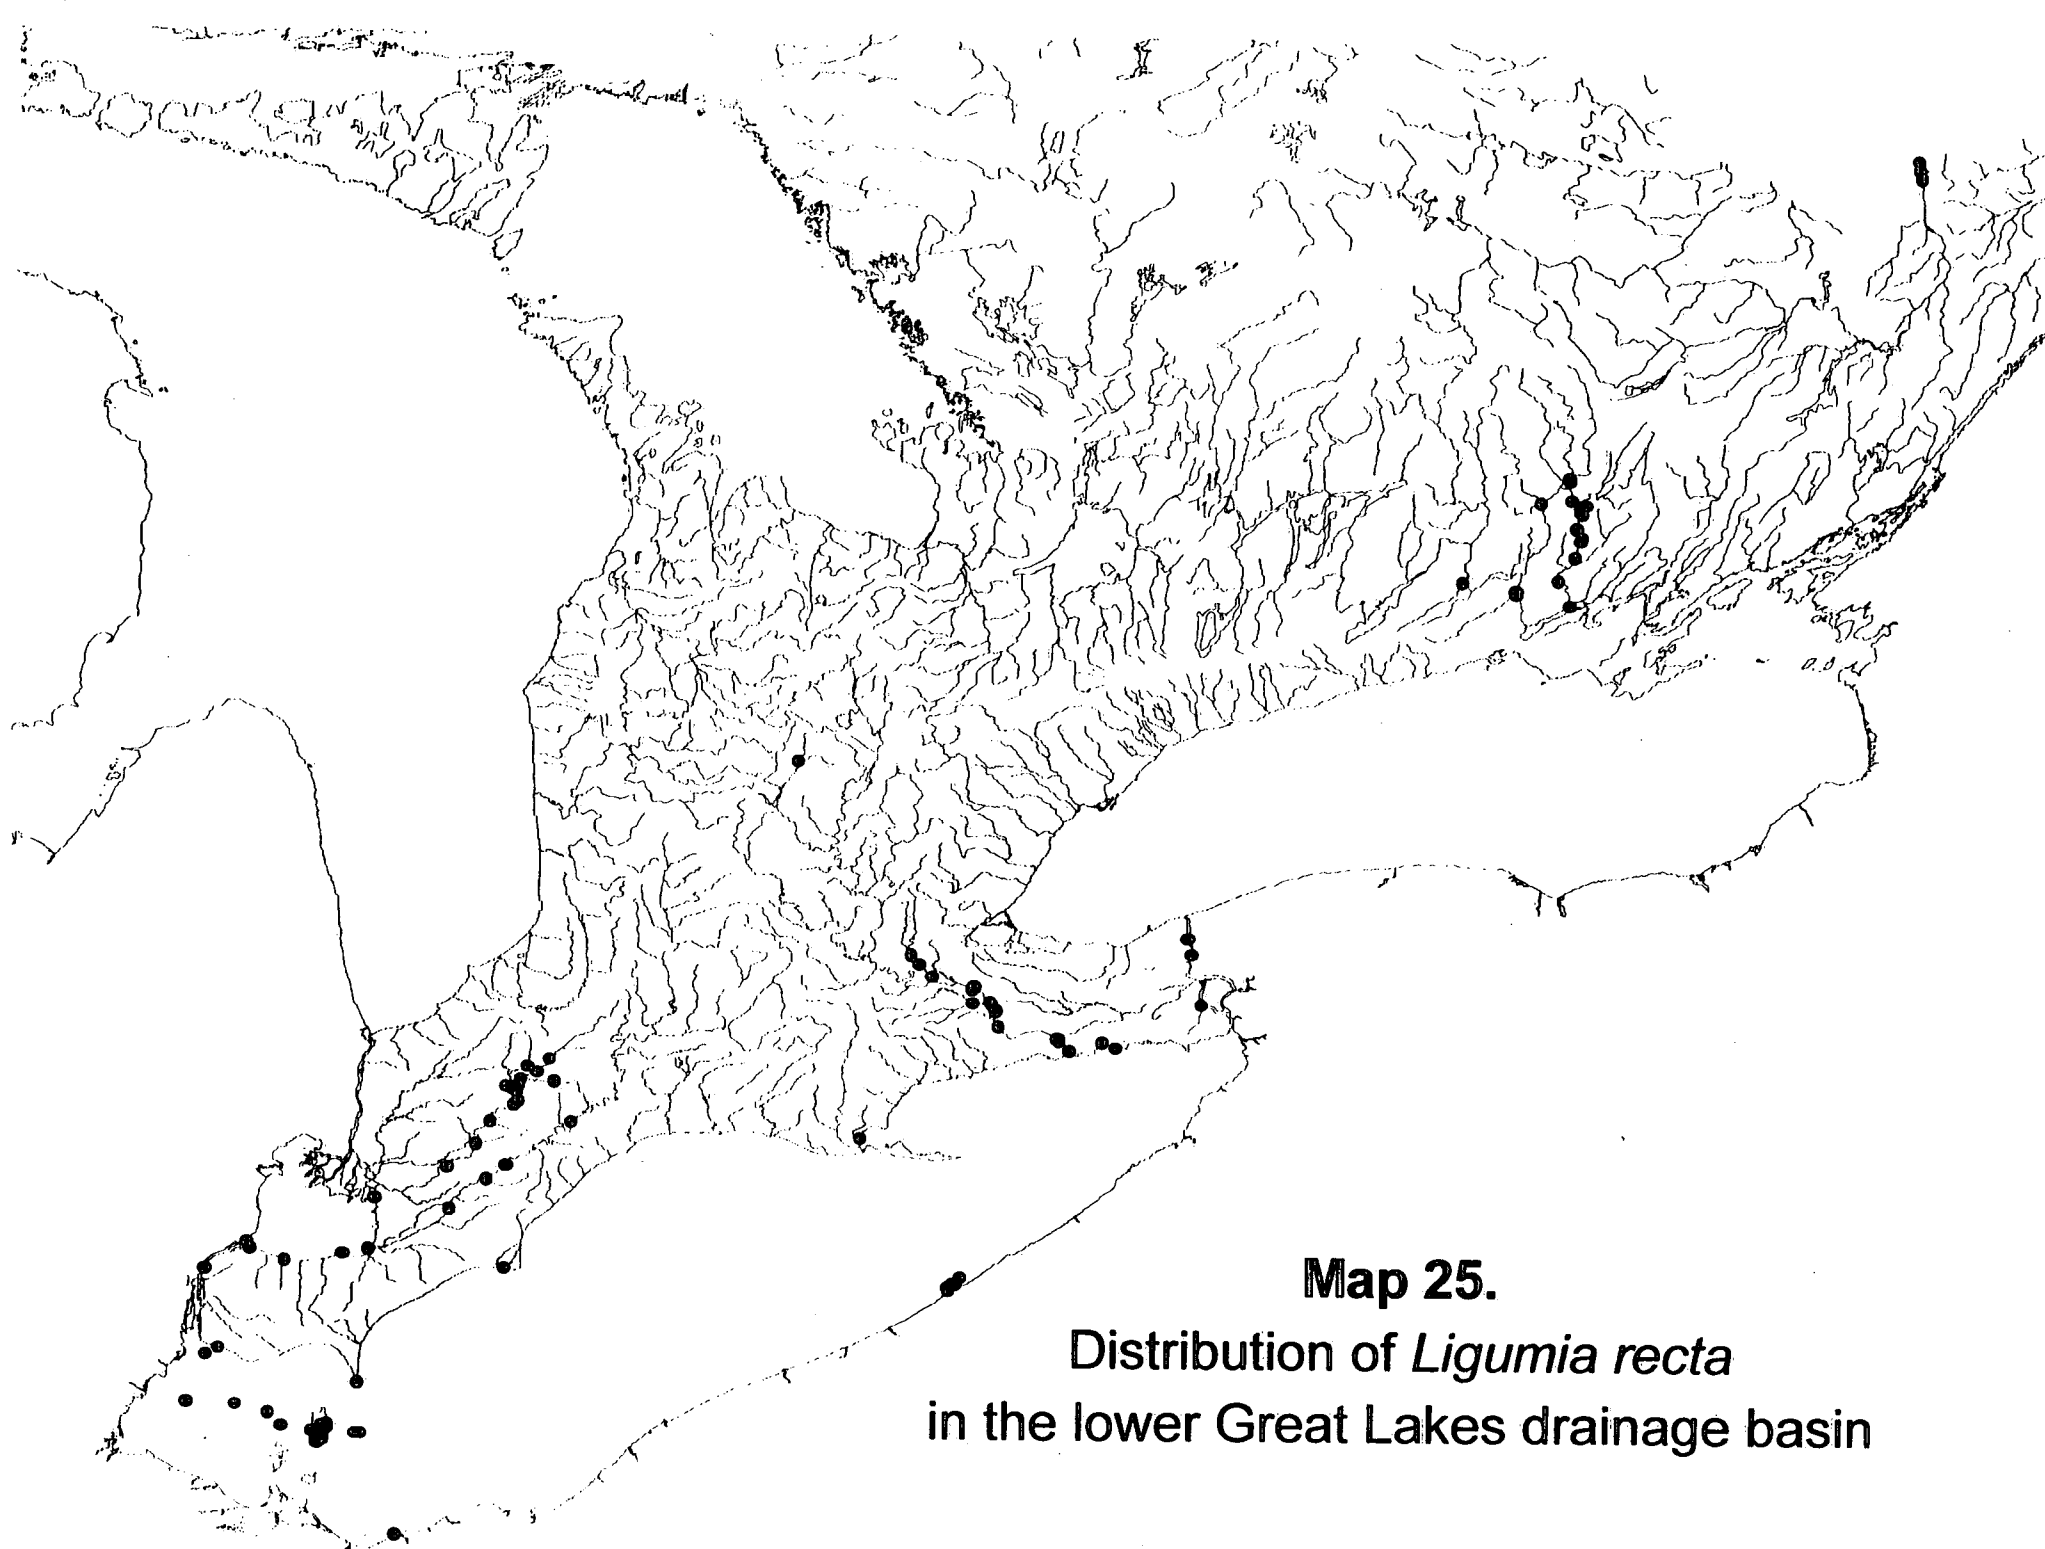 Map 25.
Distribution of Ligumia recta
in the lower Great Lakes drainage basin